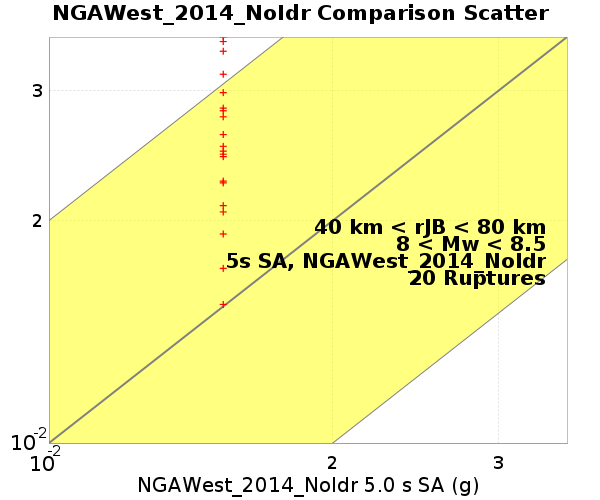 NGAWest_2014_NoIdr Comparison Scatter
3
2
40 km < rJB < 80 km
8 < Mw < 8.5
5s SA, NGAWest_2014_NoIdr
20 Ruptures
10-2
10-2
2
3
NGAWest_2014_NoIdr 5.0 s SA (g)